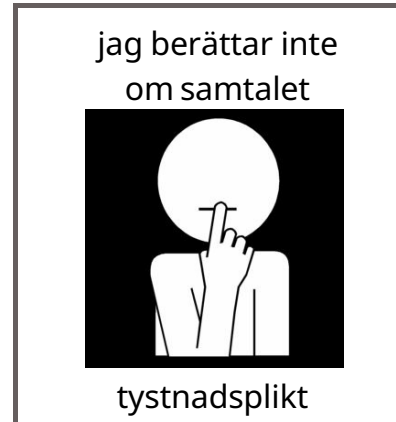 jag berättar inte
om samtalet
tystnadsplikt